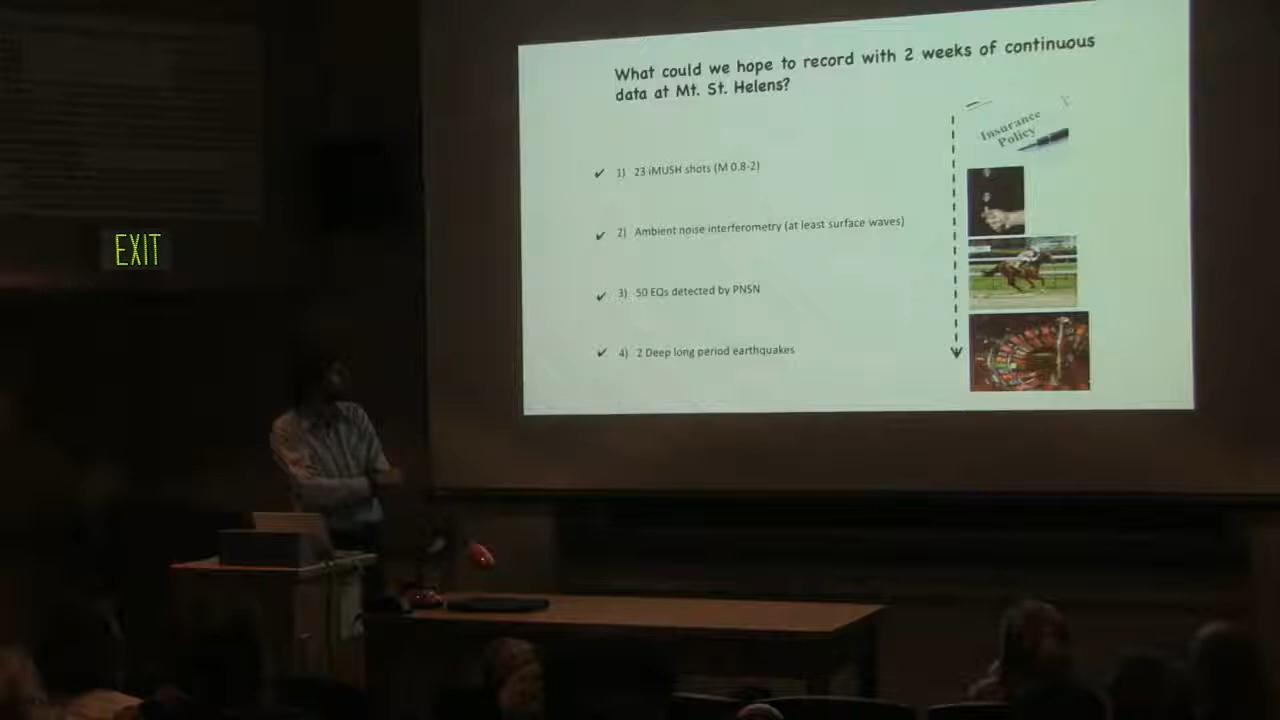 What could we hope to record with 2 weeks of continuous
data at Mt. St. Helens?
Insurance
Policy
✔ 1) 23 iMUSH shots (M 0.8-2)
✔ 2) Ambient noise interferometry (at least surface waves)
✔ 3) 50 EQs detected by PNSN
✔ 4) 2 Deep long period earthquakes
EXIT